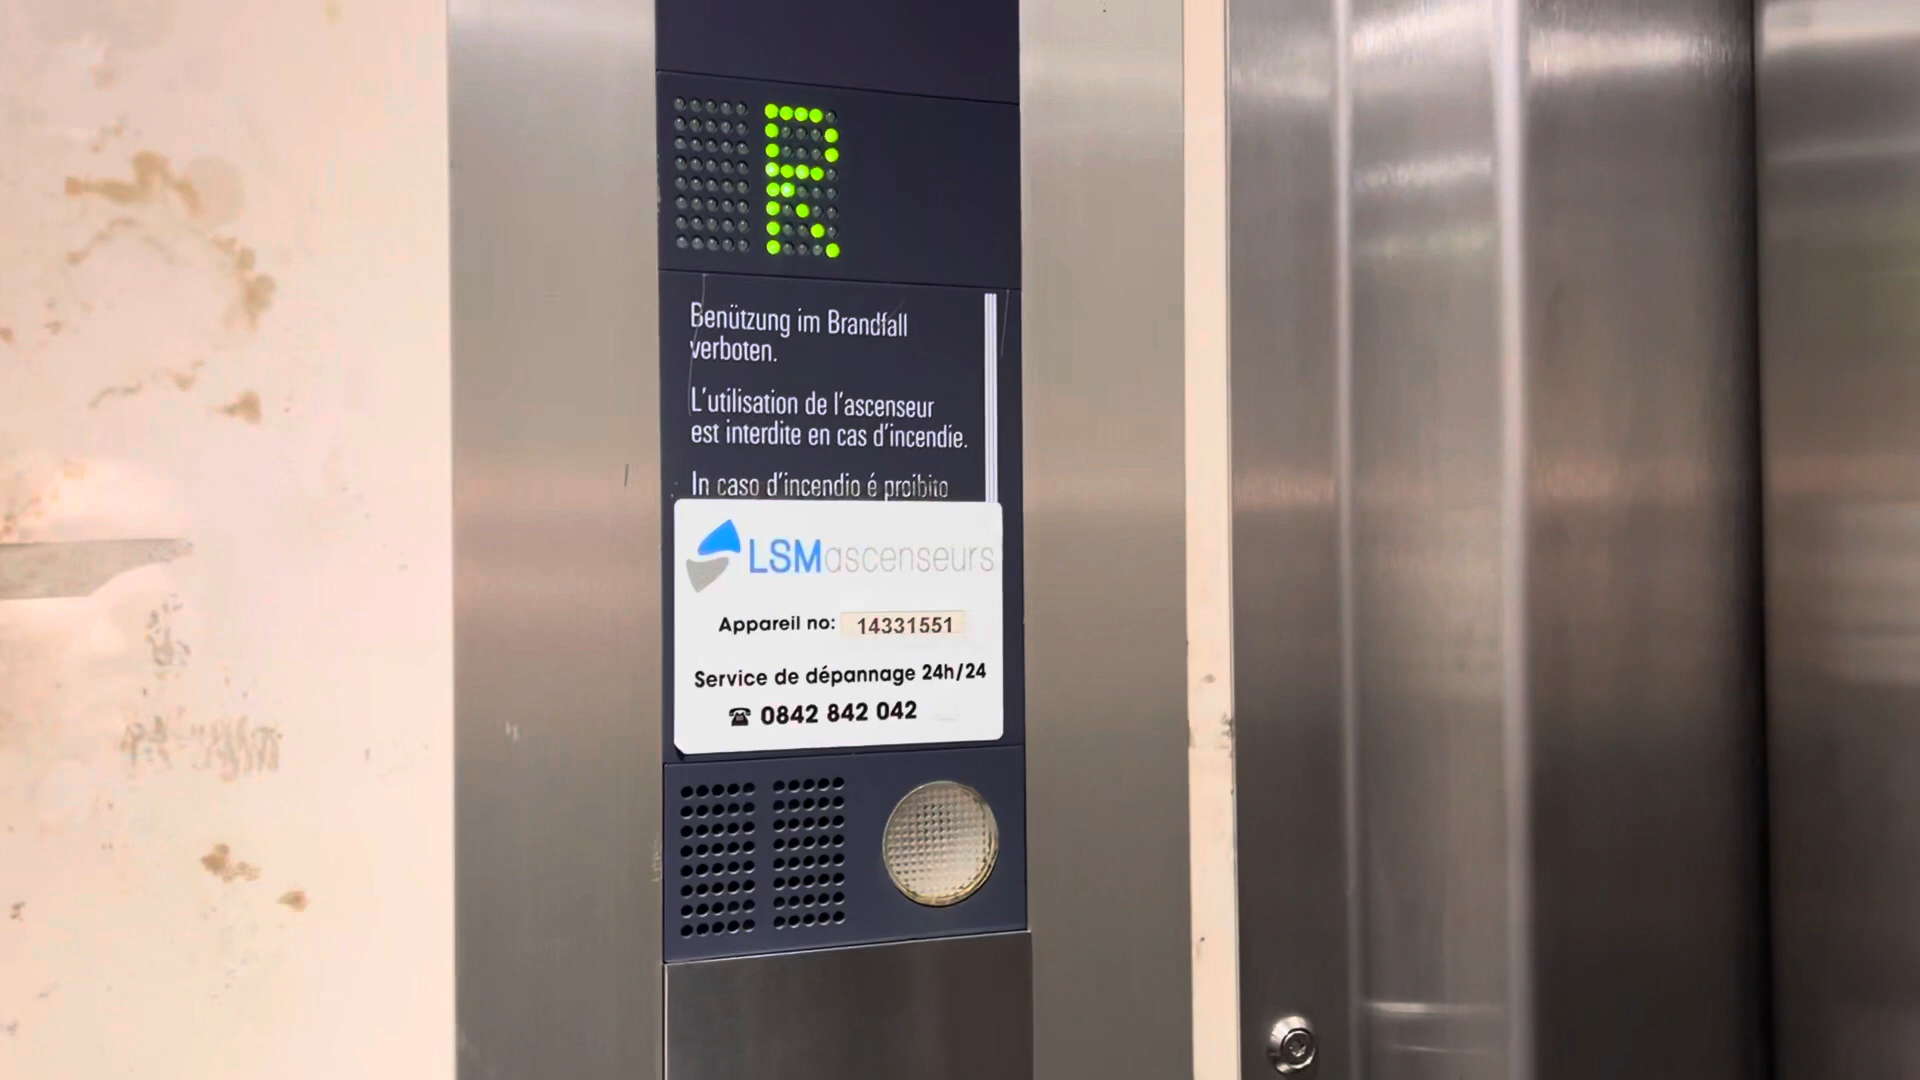 R
Benützung im Brandfall
verboten.
L'utilisation de l'ascenseur
est interdite en cas d'incendie.
In caso d'incendio é proibito
LSMascenseurs
Appareil no: 14331551
Service de dépannage 24h/24
☎ 0842 842 042